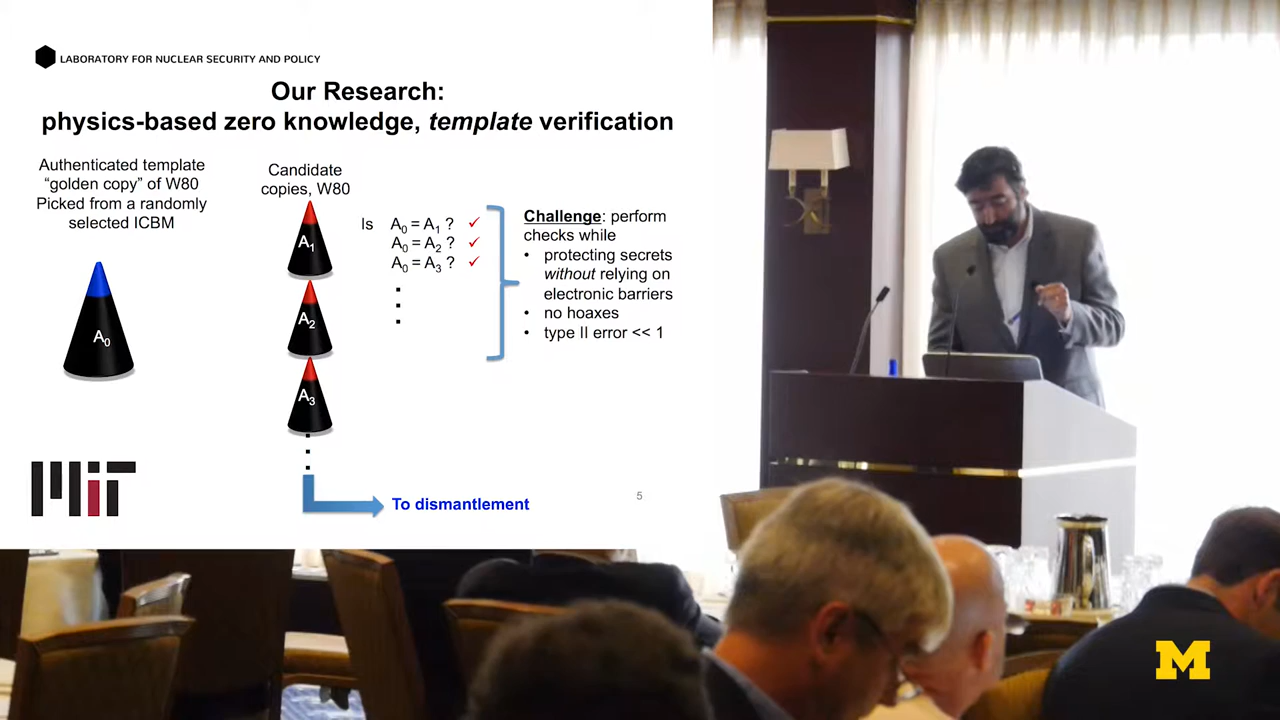 LABORATORY FOR NUCLEAR SECURITY AND POLICY
Our Research:
physics-based zero knowledge, template verification
Authenticated template
“golden copy” of W80
Picked from a randomly
selected ICBM
A0
Candidate
copies, W80
A1
A2
A3
Is A0 = A1 ? ✓
A0 = A2 ? ✓
A0 = A3 ? ✓
Challenge: perform
checks while
• protecting secrets
without relying on
electronic barriers
• no hoaxes
• type II error << 1
To dismantlement
5
MIT
M